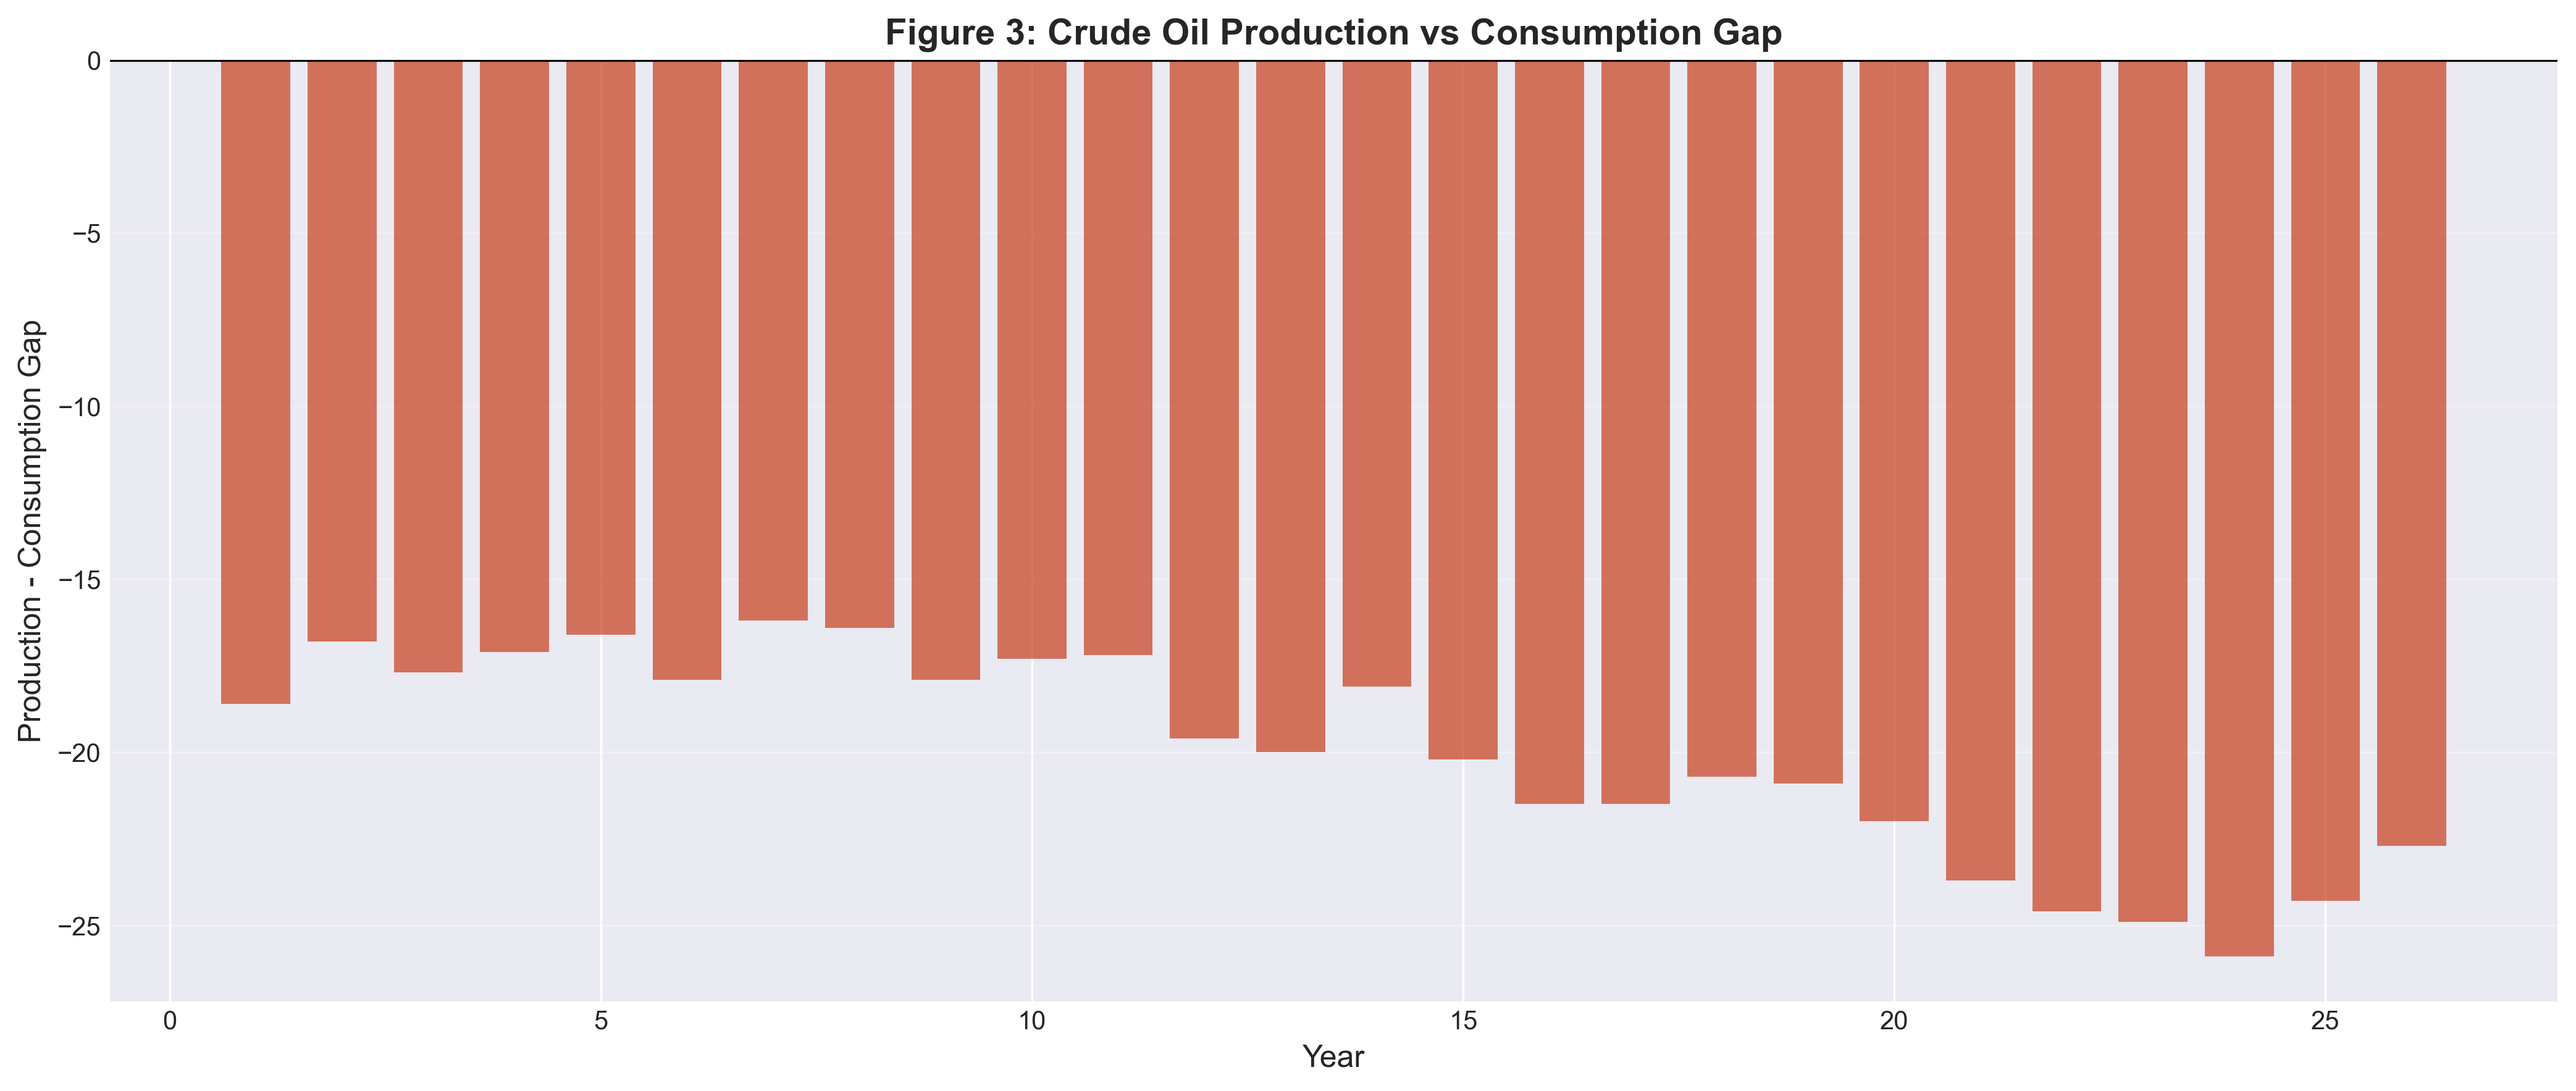 Figure 3: Crude Oil Production vs Consumption Gap
0
−5
−10
−15
−20
−25
Production - Consumption Gap
0 5 10 15 20 25
Year